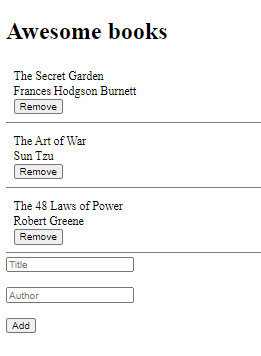 Awesome books
The Secret Garden
Frances Hodgson Burnett
Remove
The Art of War
Sun Tzu
Remove
The 48 Laws of Power
Robert Greene
Remove
Title
Author
Add